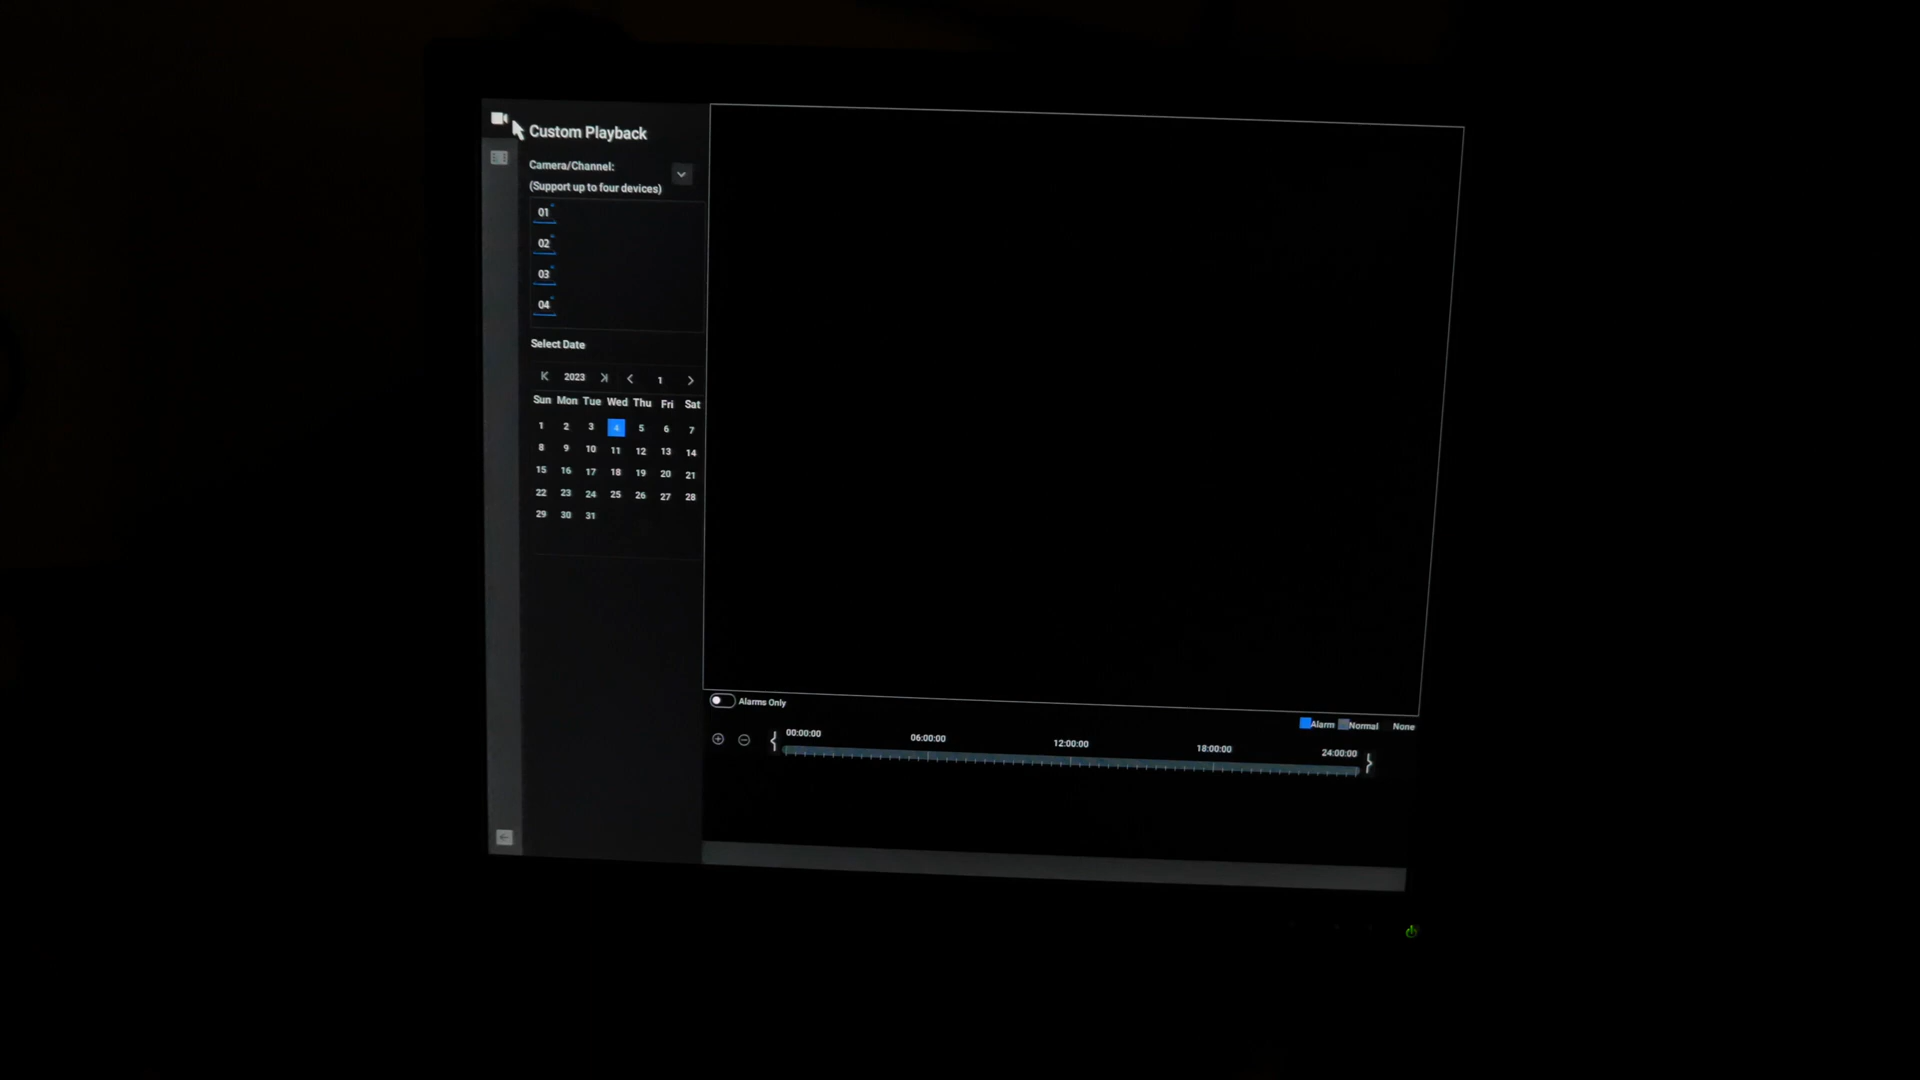 Custom Playback
Camera/Channel:
(Support up to four devices)
01
02
03
04
Select Date
2023 1
Sun Mon Tue Wed Thu Fri Sat
1 2 3 4 5 6 7
8 9 10 11 12 13 14
15 16 17 18 19 20 21
22 23 24 25 26 27 28
29 30 31
Alarms Only
Alarm Normal None
00:00:00 06:00:00 12:00:00 18:00:00 24:00:00